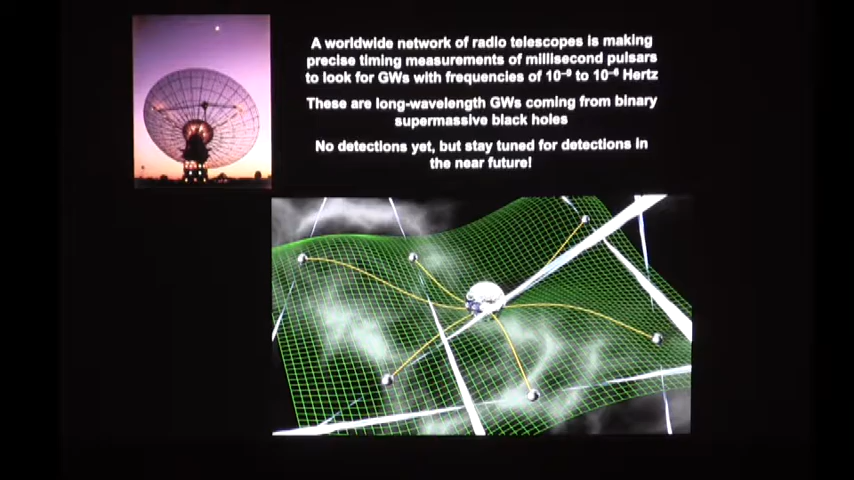 A worldwide network of radio telescopes is making
precise timing measurements of millisecond pulsars
to look for GWs with frequencies of 10⁻⁹ to 10⁻⁶ Hertz
These are long-wavelength GWs coming from binary
supermassive black holes
No detections yet, but stay tuned for detections in
the near future!